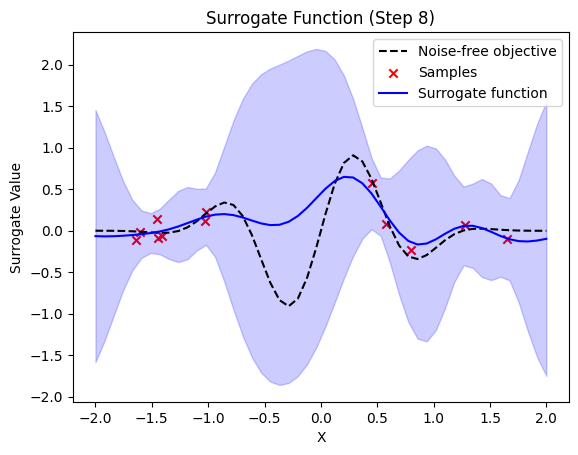 Surrogate Function (Step 8)
Noise-free objective
Samples
Surrogate function
Surrogate Value
2.0
1.5
1.0
0.5
0.0
−0.5
−1.0
−1.5
−2.0
−2.0 −1.5 −1.0 −0.5 0.0 0.5 1.0 1.5 2.0
X